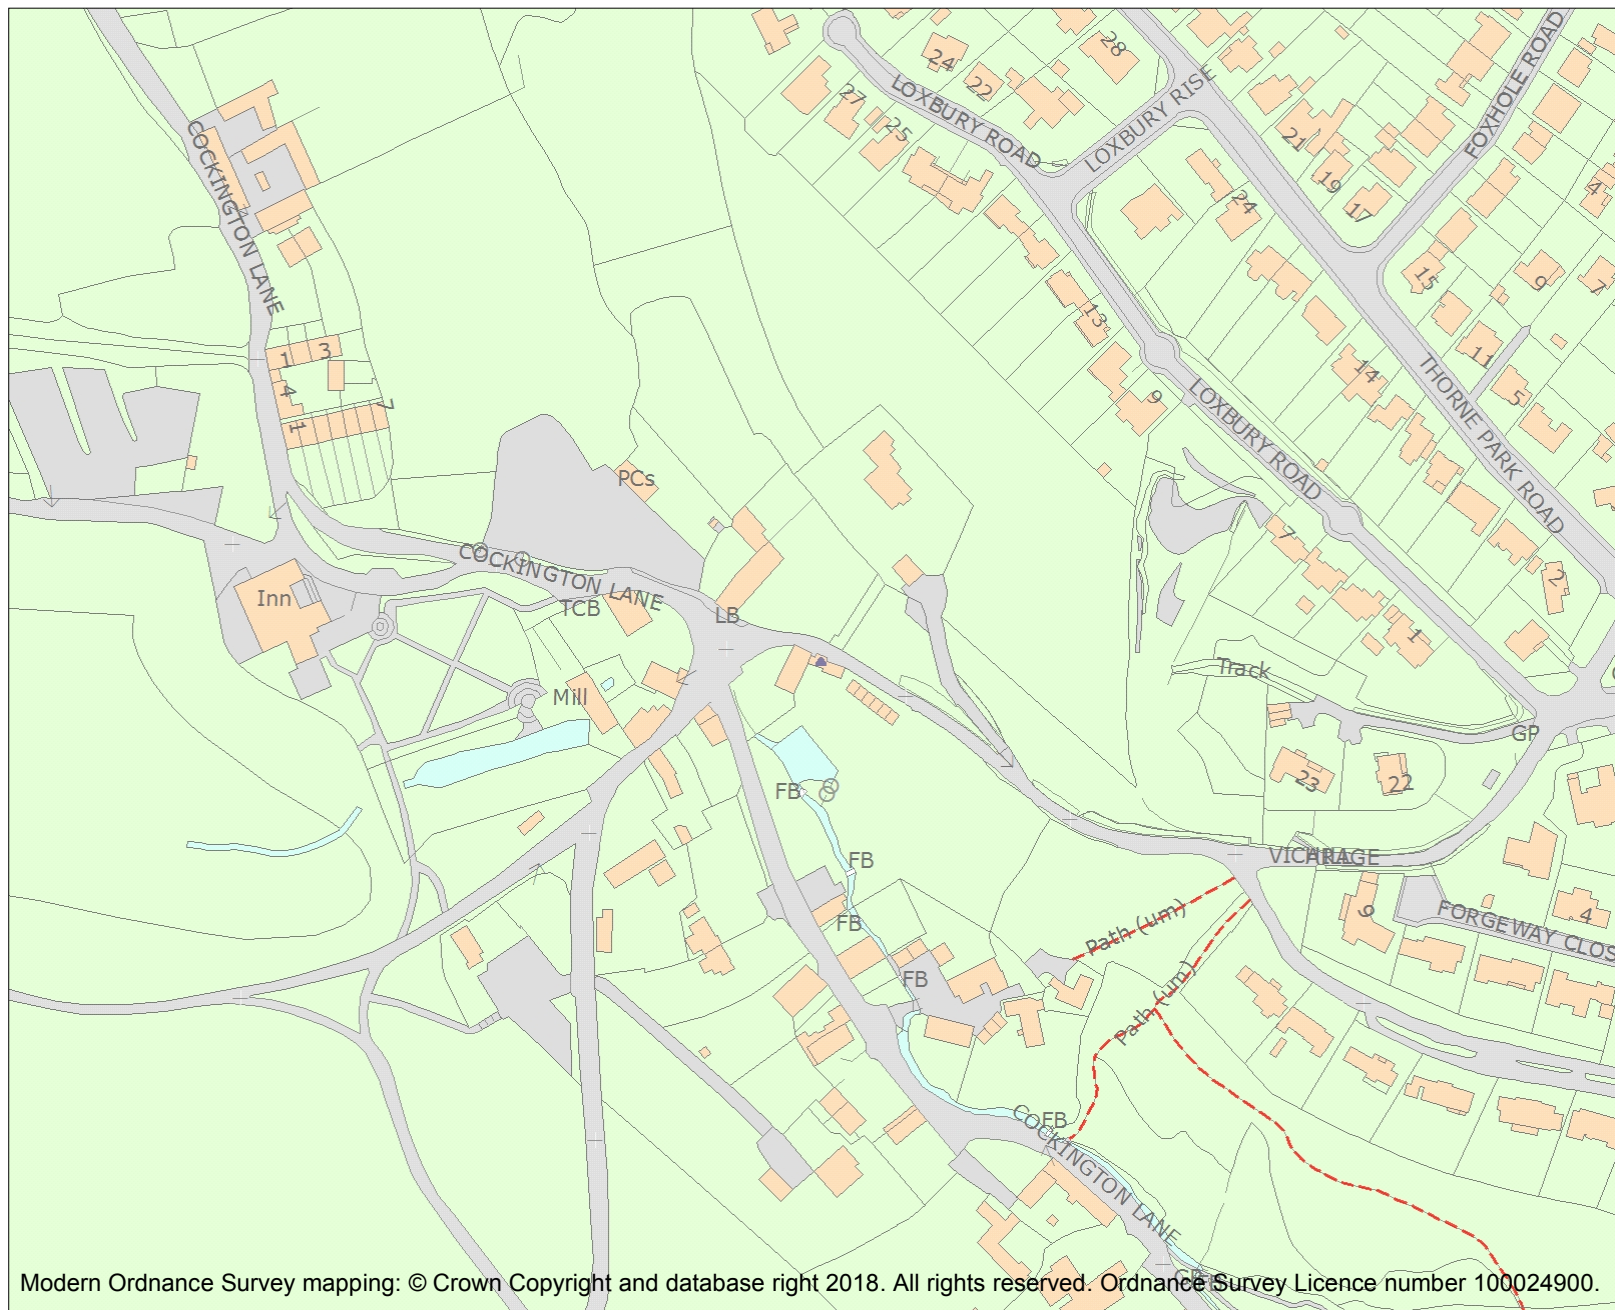 28
24
22
27
25
LOXBURY ROAD
LOXBURY RISE
FOXHOLE ROAD
21
19
17
4
24
COCKINGTON LANE
15
9
7
13
11
1
3
4
7
1
14
5
9
LOXBURY ROAD
THORNE PARK ROAD
PCs
7
COCKINGTON LANE
2
Inn
TCB
LB
1
Track
Mill
GP
23
22
FB
FB
VICARAGE
HILL
9
4
FORGEWAY CLOS
Path (um)
FB
FB
Path (um)
FB
COCKINGTON LANE
Modern Ordnance Survey mapping: © Crown Copyright and database right 2018. All rights reserved. Ordnance Survey Licence number 100024900.